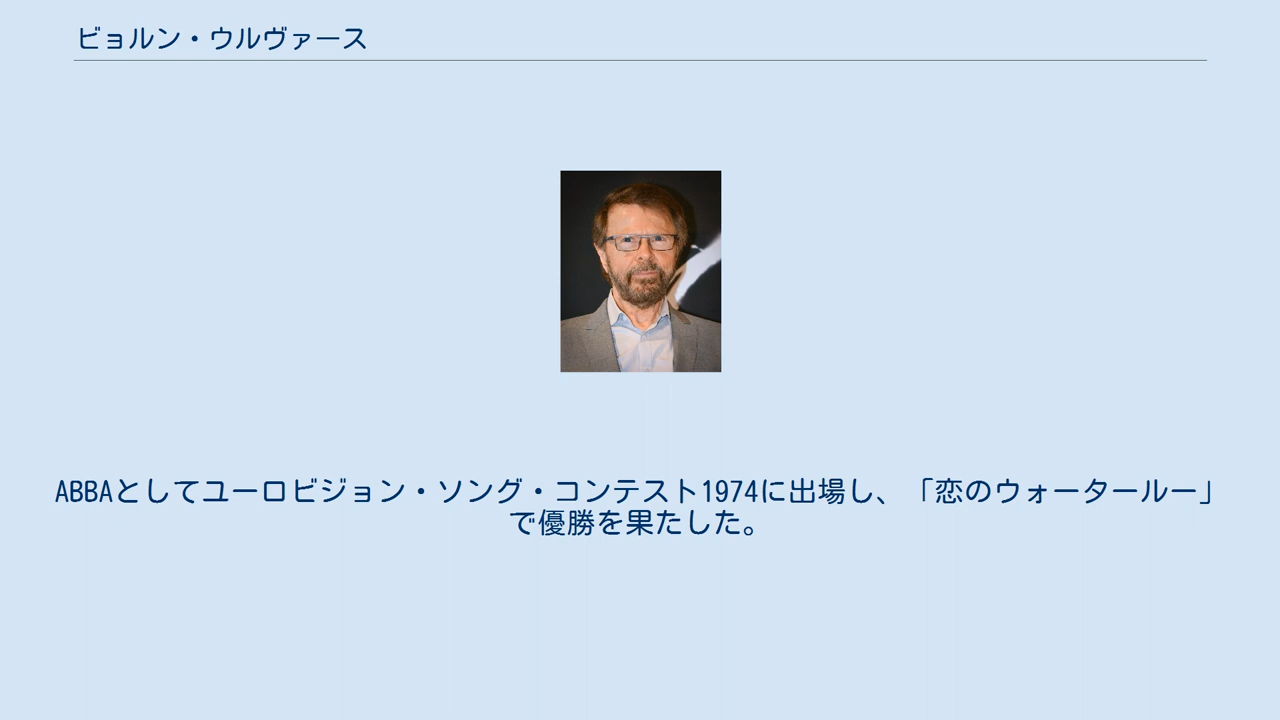 ビョルン・ウルヴァース
ABBAとしてユーロビジョン・ソング・コンテスト1974に出場し、「恋のウォータールー」
で優勝を果たした。